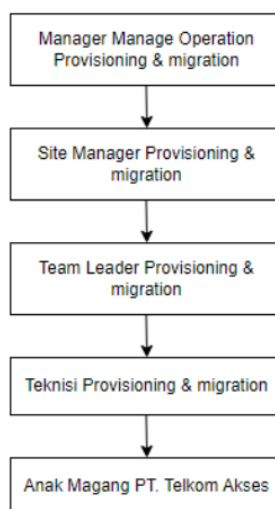 Manager Manage Operation
Provisioning & migration
Site Manager Provisioning &
migration
Team Leader Provisioning &
migration
Teknisi Provisioning & migration
Anak Magang PT. Telkom Akses